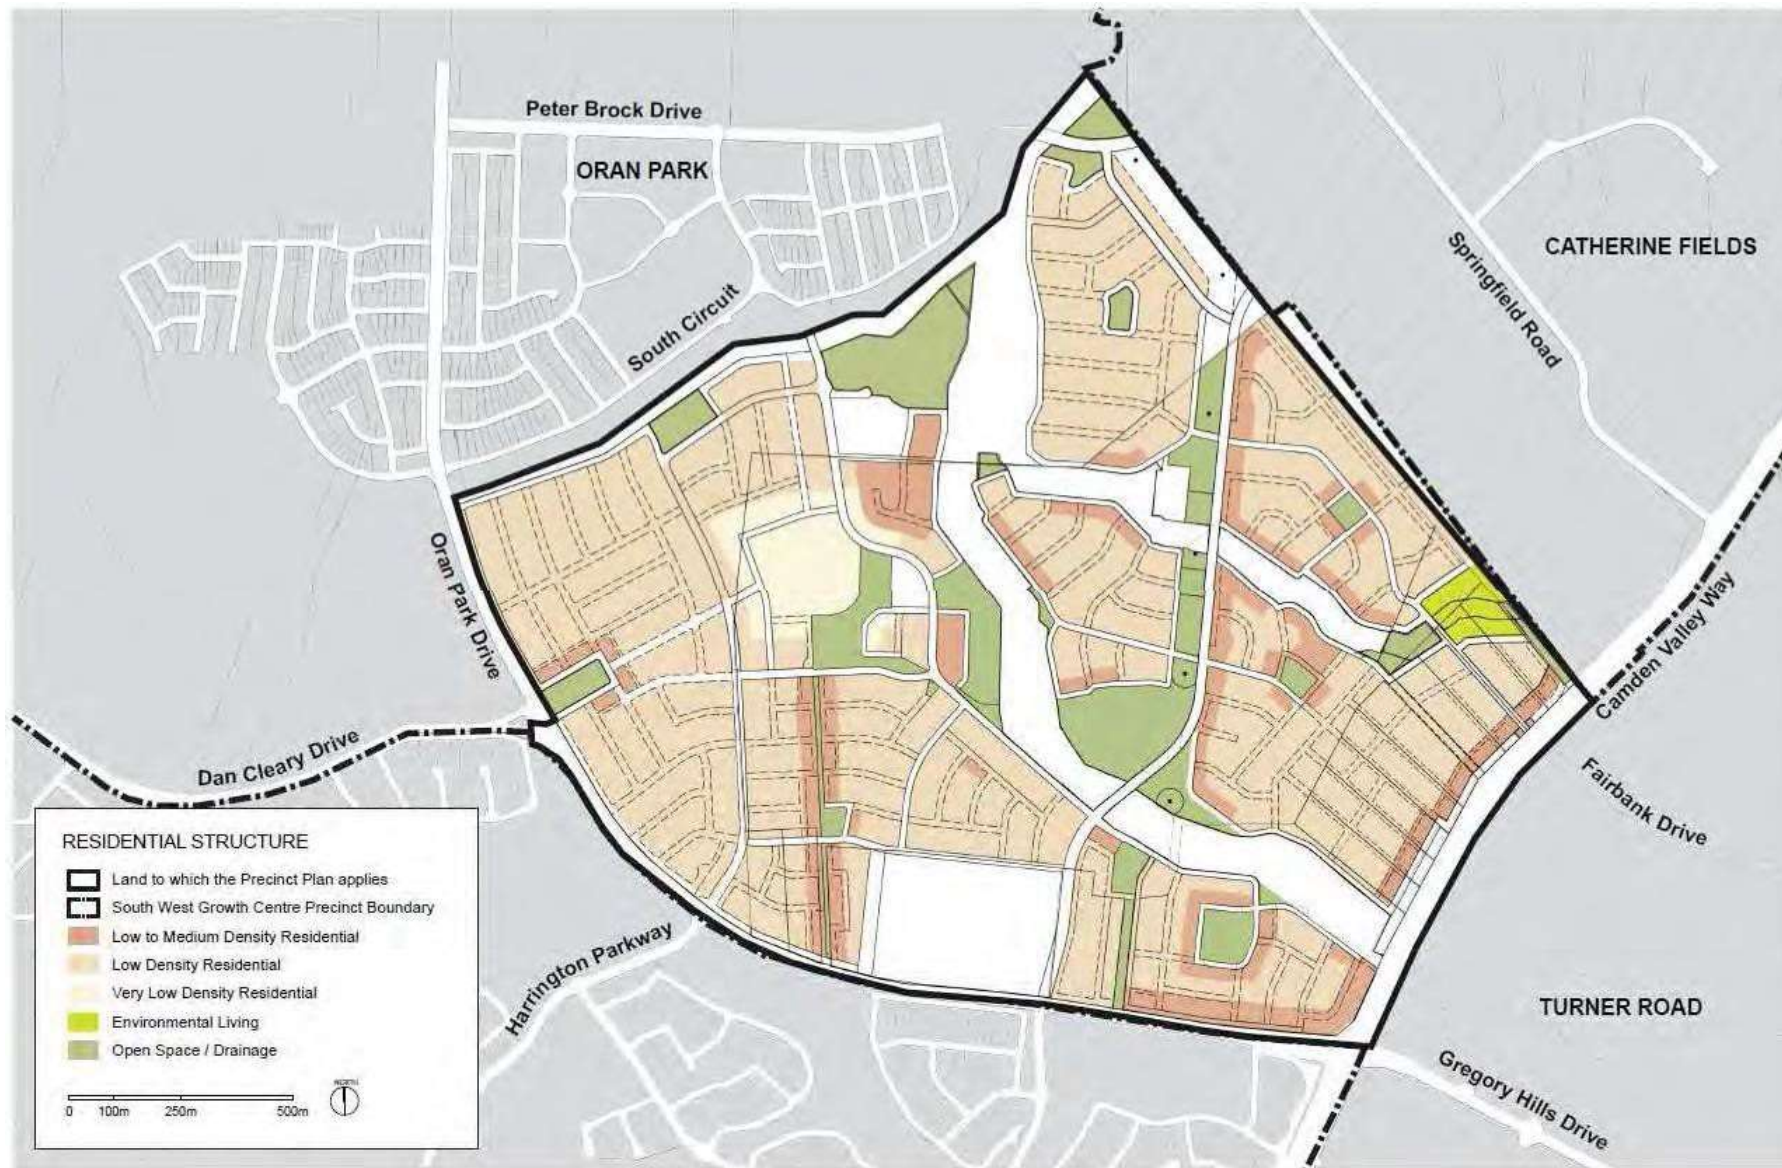 Peter Brock Drive
ORAN PARK
South Circuit
Springfield Road
CATHERINE FIELDS
Oran Park Drive
Camden Valley Way
Dan Cleary Drive
Fairbank Drive
Harrington Parkway
TURNER ROAD
Gregory Hills Drive
RESIDENTIAL STRUCTURE
Land to which the Precinct Plan applies
South West Growth Centre Precinct Boundary
Low to Medium Density Residential
Low Density Residential
Very Low Density Residential
Environmental Living
Open Space / Drainage
NORTH
0 100m 250m 500m